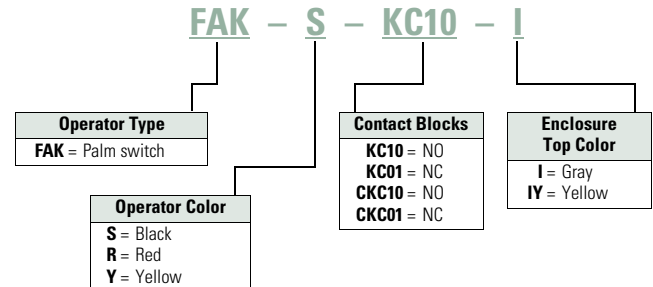 FAK – S – KC10 – I
Operator Type
FAK = Palm switch
Operator Color
S = Black
R = Red
Y = Yellow
Contact Blocks
KC10 = NO
KC01 = NC
CKC10 = NO
CKC01 = NC
Enclosure
Top Color
I = Gray
IY = Yellow